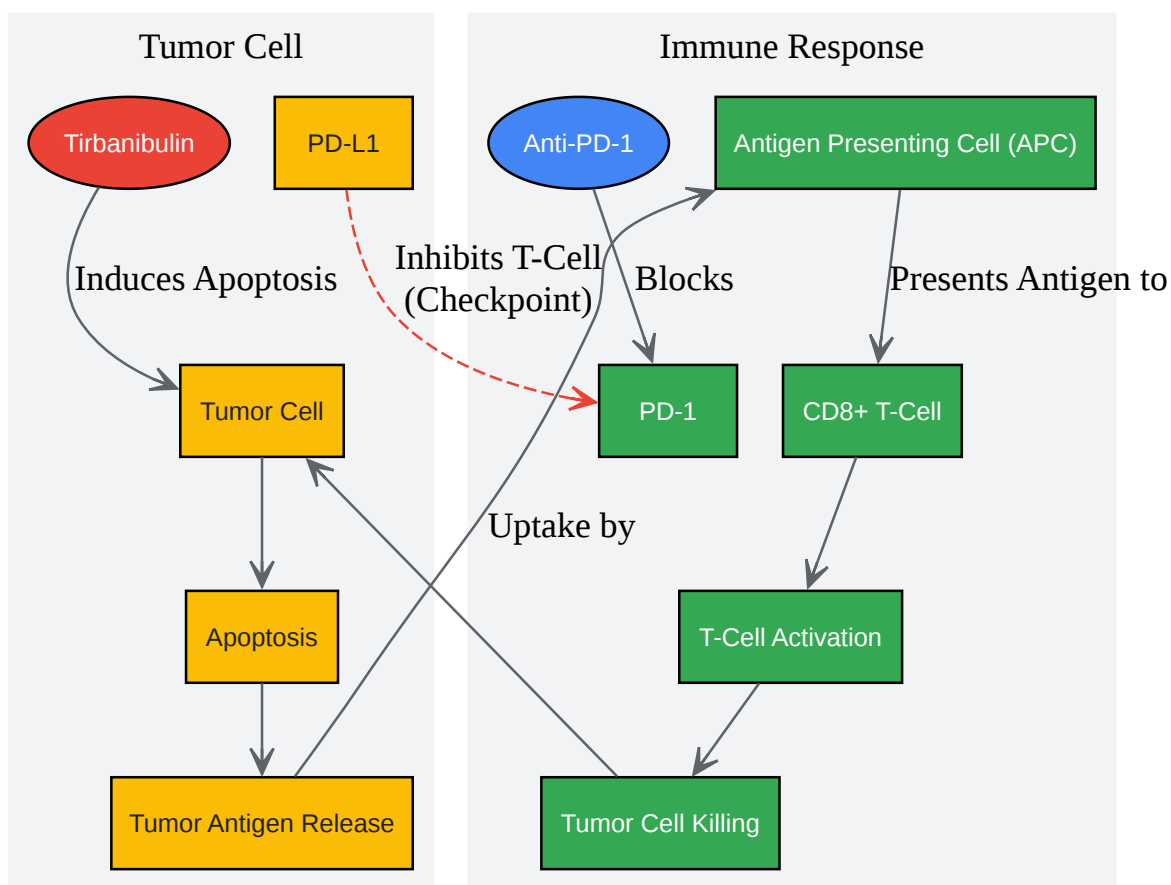 Tumor Cell
Immune Response
Tirbanibulin
PD-L1
Anti-PD-1
Antigen Presenting Cell (APC)
Induces Apoptosis
Inhibits T-Cell
(Checkpoint)
Blocks
Presents Antigen to
Tumor Cell
PD-1
CD8+ T-Cell
Uptake by
Apoptosis
T-Cell Activation
Tumor Antigen Release
Tumor Cell Killing